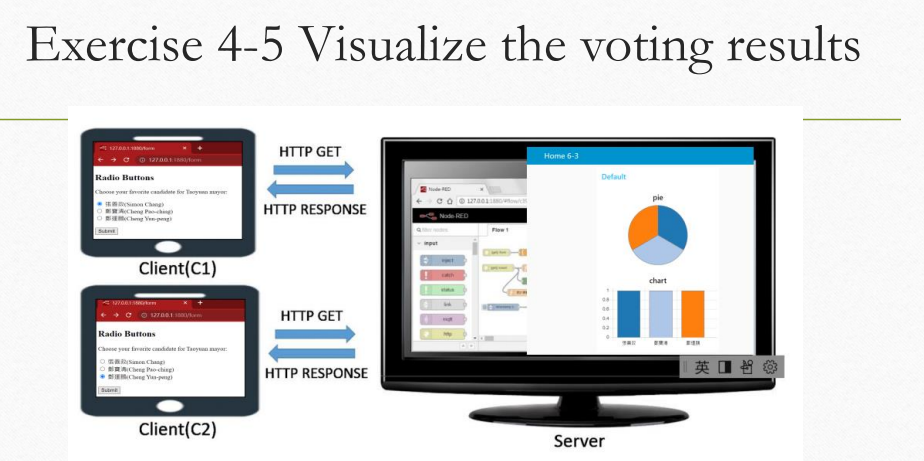 Exercise 4-5 Visualize the voting results
127.0.0.1:1880/form
127.0.0.1:1880/form
Radio Buttons
Choose your favorite candidate for Taoyuan mayor:
張善政(Simon Chang)
鄭寶清(Cheng Pao-ching)
鄭運鵬(Cheng Yun-peng)
Submit
Client(C1)
HTTP GET
HTTP RESPONSE
127.0.0.1:1880/form
127.0.0.1:1880/form
Radio Buttons
Choose your favorite candidate for Taoyuan mayor:
張善政(Simon Chang)
鄭寶清(Cheng Pao-ching)
鄭運鵬(Cheng Yun-peng)
Submit
Client(C2)
HTTP GET
HTTP RESPONSE
Node-RED
Node-RED
filter nodes
Flow 1
input
inject
catch
status
link
mqtt
http
Home 6-3
Default
pie
chart
1
0.8
0.6
0.4
0.2
0
張善政
鄭寶清
鄭運鵬
英
Server